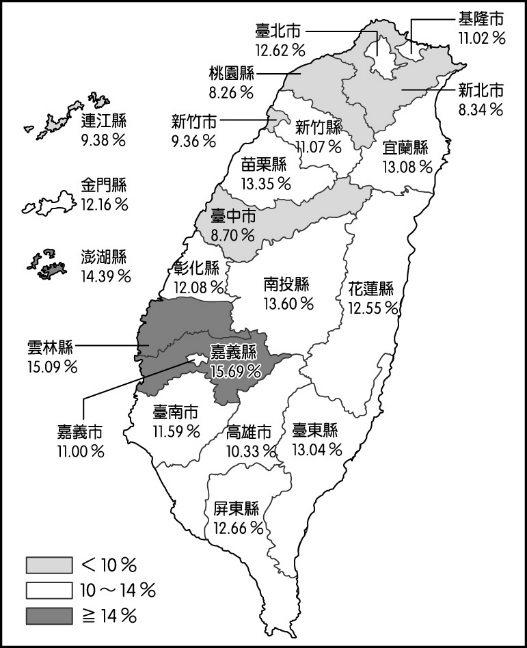 臺北市
12.62 %
基隆市
11.02 %
桃園縣
8.26 %
新北市
8.34 %
連江縣
9.38 %
新竹市
9.36 %
新竹縣
11.07 %
宜蘭縣
13.08 %
苗栗縣
13.35 %
金門縣
12.16 %
臺中市
8.70 %
澎湖縣
14.39 %
彰化縣
12.08 %
南投縣
13.60 %
花蓮縣
12.55 %
雲林縣
15.09 %
嘉義縣
15.69 %
嘉義市
11.00 %
臺南市
11.59 %
高雄市
10.33 %
臺東縣
13.04 %
屏東縣
12.66 %
＜10 %
10～14 %
≧14 %